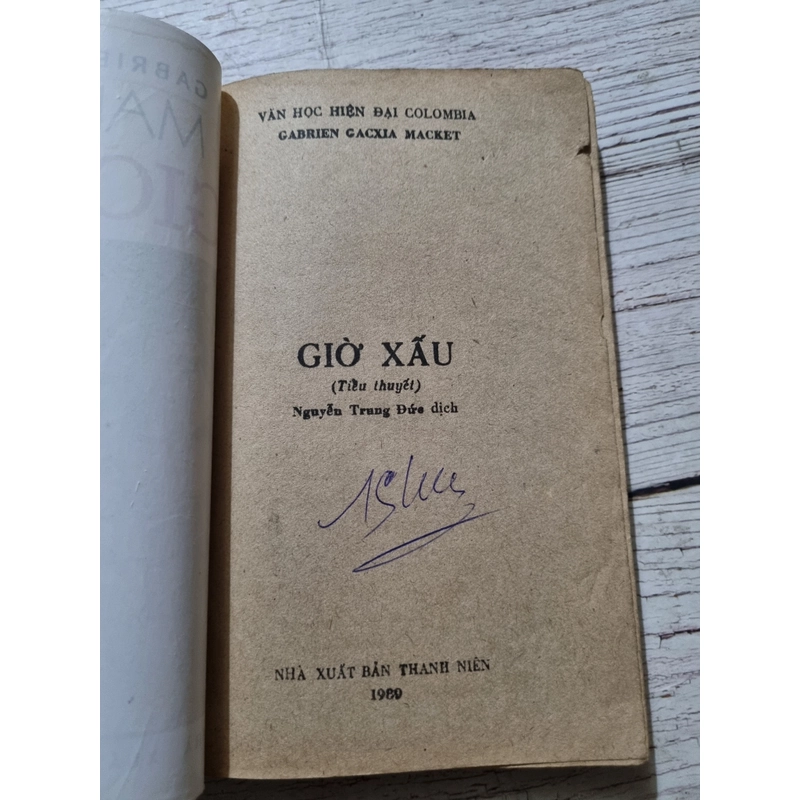 VĂN HỌC HIỆN ĐẠI COLOMBIA
GABRIEN GACXIA MACKET
GIỜ XẤU
(Tiểu thuyết)
Nguyễn Trung Đức dịch
NHÀ XUẤT BẢN THANH NIÊN
1989